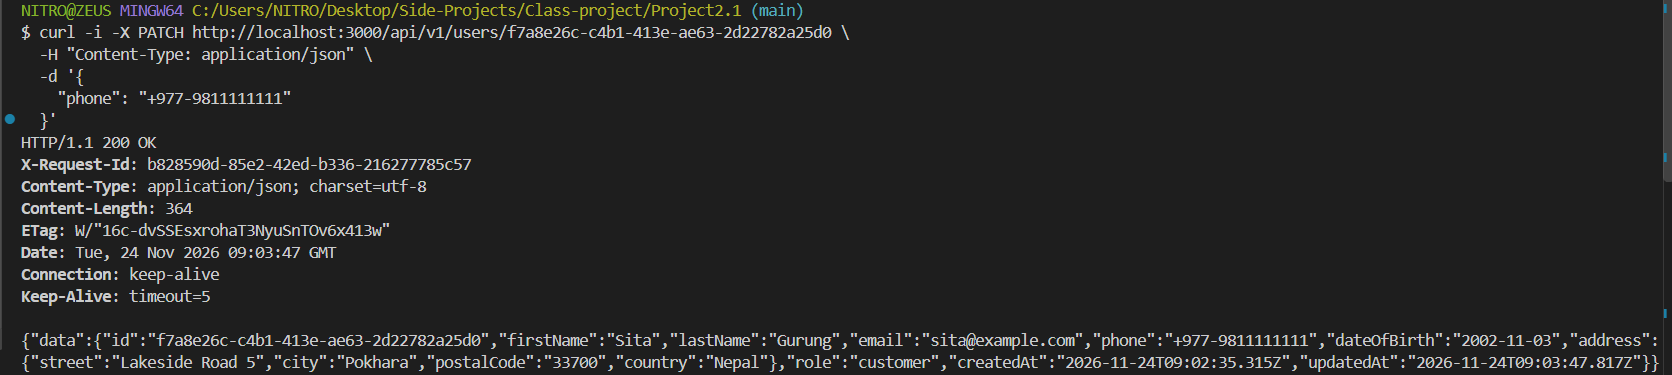 NITRO@ZEUS MINGW64 C:/Users/NITRO/Desktop/Side-Projects/Class-project/Project2.1 (main)
$ curl -i -X PATCH http://localhost:3000/api/v1/users/f7a8e26c-c4b1-413e-ae63-2d22782a25d0 \
  -H "Content-Type: application/json" \
  -d '{
    "phone": "+977-9811111111"
  }'
HTTP/1.1 200 OK
X-Request-Id: b828590d-85e2-42ed-b336-216277785c57
Content-Type: application/json; charset=utf-8
Content-Length: 364
ETag: W/"16c-dvSSEsxrohaT3NyuSnTOv6x413w"
Date: Tue, 24 Nov 2026 09:03:47 GMT
Connection: keep-alive
Keep-Alive: timeout=5

{"data":{"id":"f7a8e26c-c4b1-413e-ae63-2d22782a25d0","firstName":"Sita","lastName":"Gurung","email":"sita@example.com","phone":"+977-9811111111","dateOfBirth":"2002-11-03","address":
{"street":"Lakeside Road 5","city":"Pokhara","postalCode":"33700","country":"Nepal"},"role":"customer","createdAt":"2026-11-24T09:02:35.315Z","updatedAt":"2026-11-24T09:03:47.817Z"}}